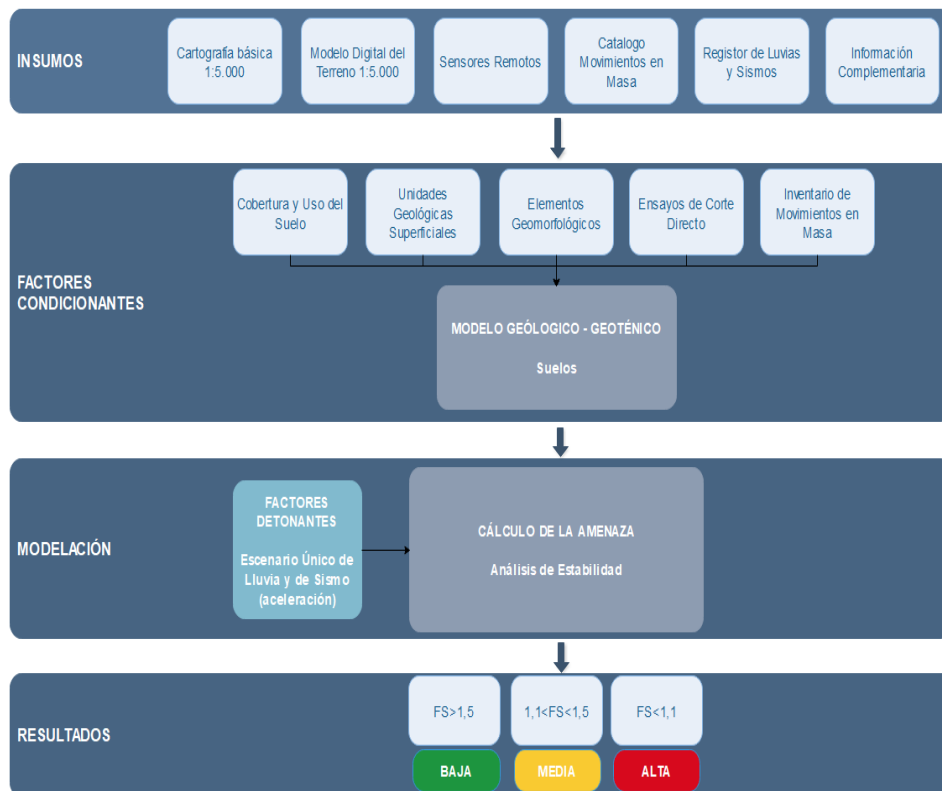 INSUMOS
Cartografía básica
1:5.000
Modelo Digital del
Terreno 1:5.000
Sensores Remotos
Catalogo
Movimientos en
Masa
Registor de Luvias
y Sismos
Información
Complementaria
FACTORES
CONDICIONANTES
Cobertura y Uso del
Suelo
Unidades
Geológicas
Superficiales
Elementos
Geomorfológicos
Ensayos de Corte
Directo
Inventario de
Movimientos en
Masa
MODELO GEÓLOGICO - GEOTÉNICO
Suelos
MODELACIÓN
FACTORES
DETONANTES
Escenario Único de
Lluvia y de Sismo
(aceleración)
CÁLCULO DE LA AMENAZA
Análisis de Estabilidad
RESULTADOS
FS>1,5
1,1<FS<1,5
FS<1,1
BAJA
MEDIA
ALTA